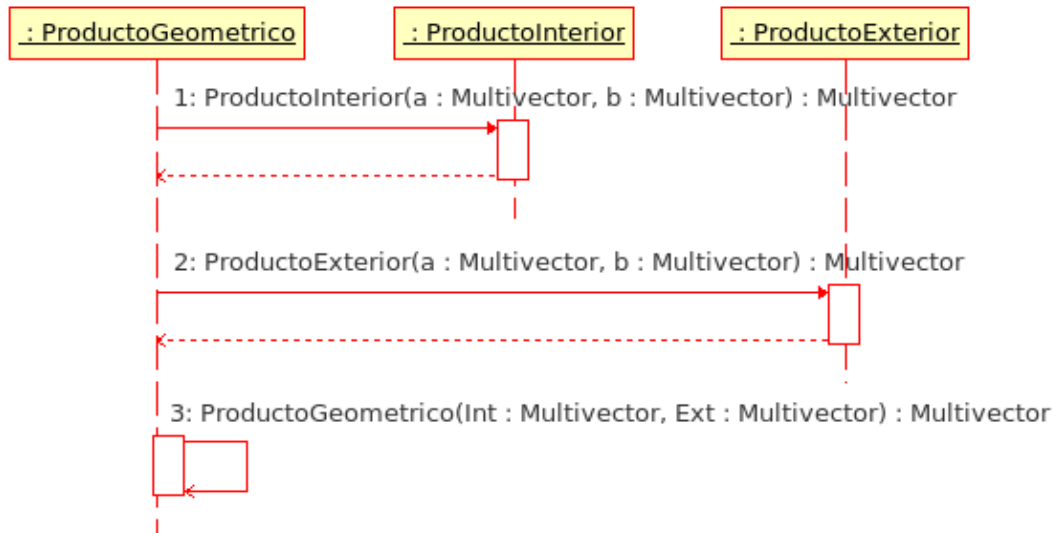 : ProductoGeometrico
: ProductoInterior
: ProductoExterior
1: ProductoInterior(a : Multivector, b : Multivector) : Multivector
2: ProductoExterior(a : Multivector, b : Multivector) : Multivector
3: ProductoGeometrico(Int : Multivector, Ext : Multivector) : Multivector